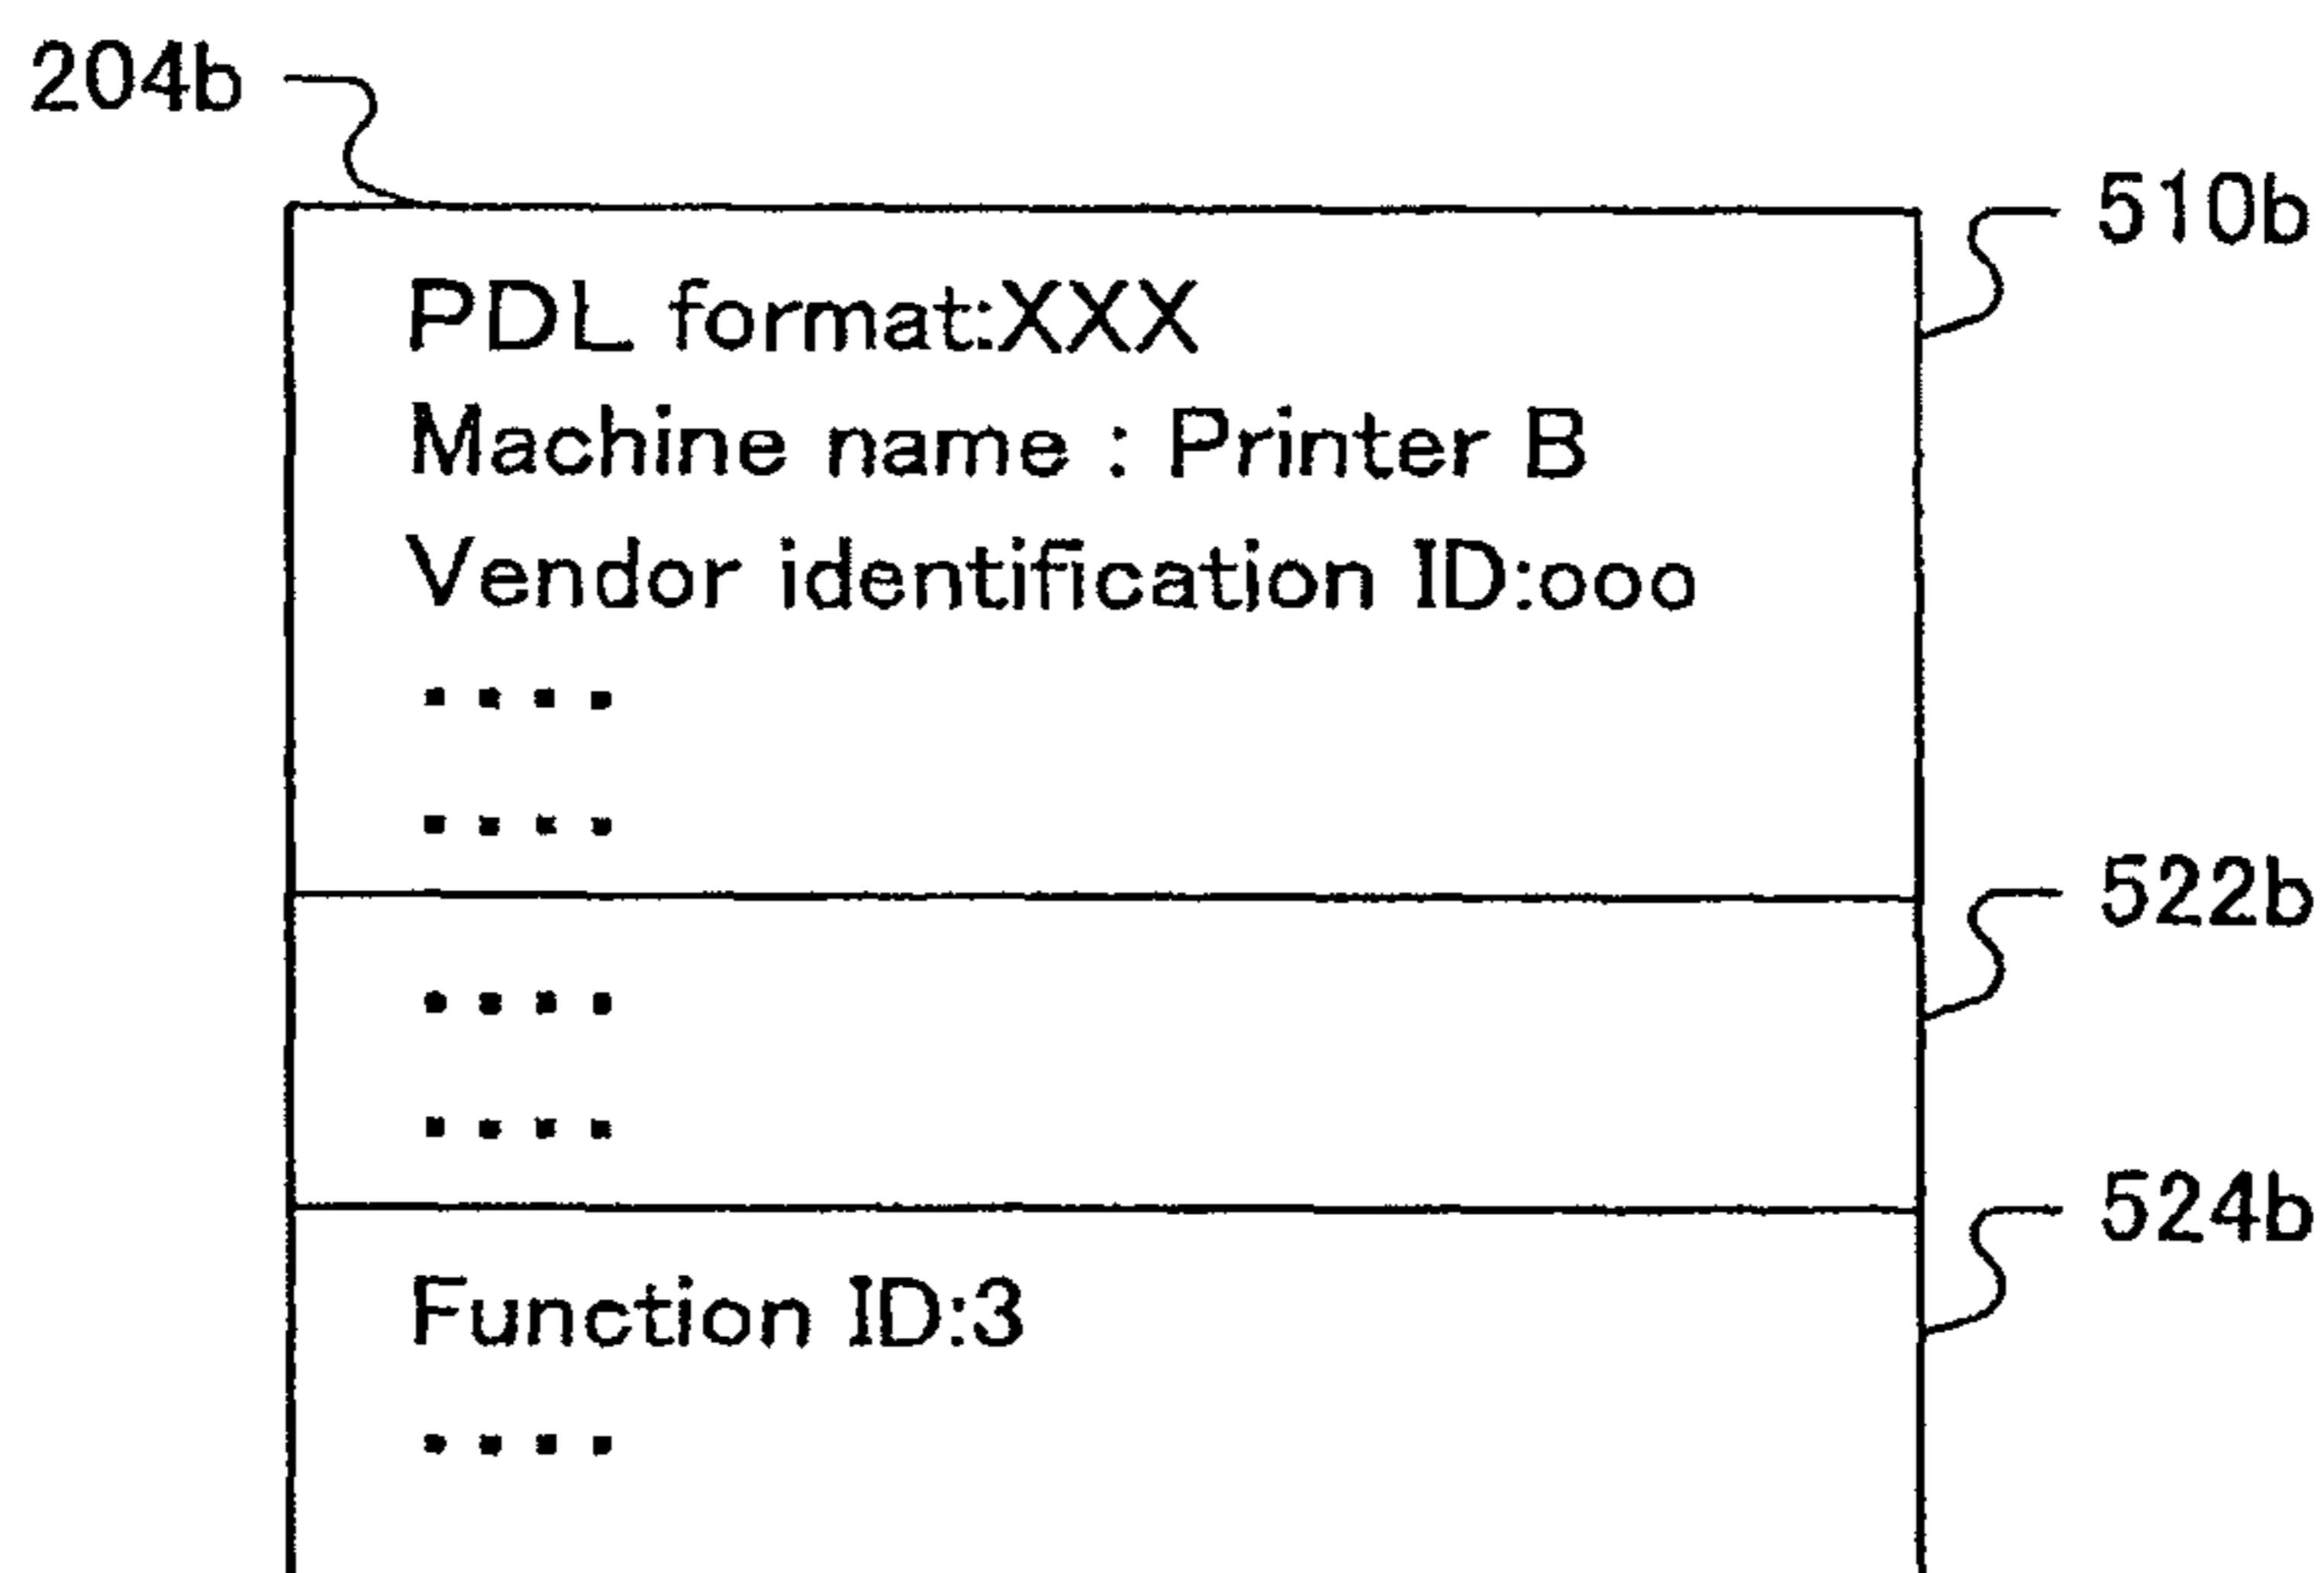 204b
510b
PDL format:XXX
Machine name : Printer B
Vendor identification ID:ooo
....
....
522b
....
....
524b
Function ID:3
....